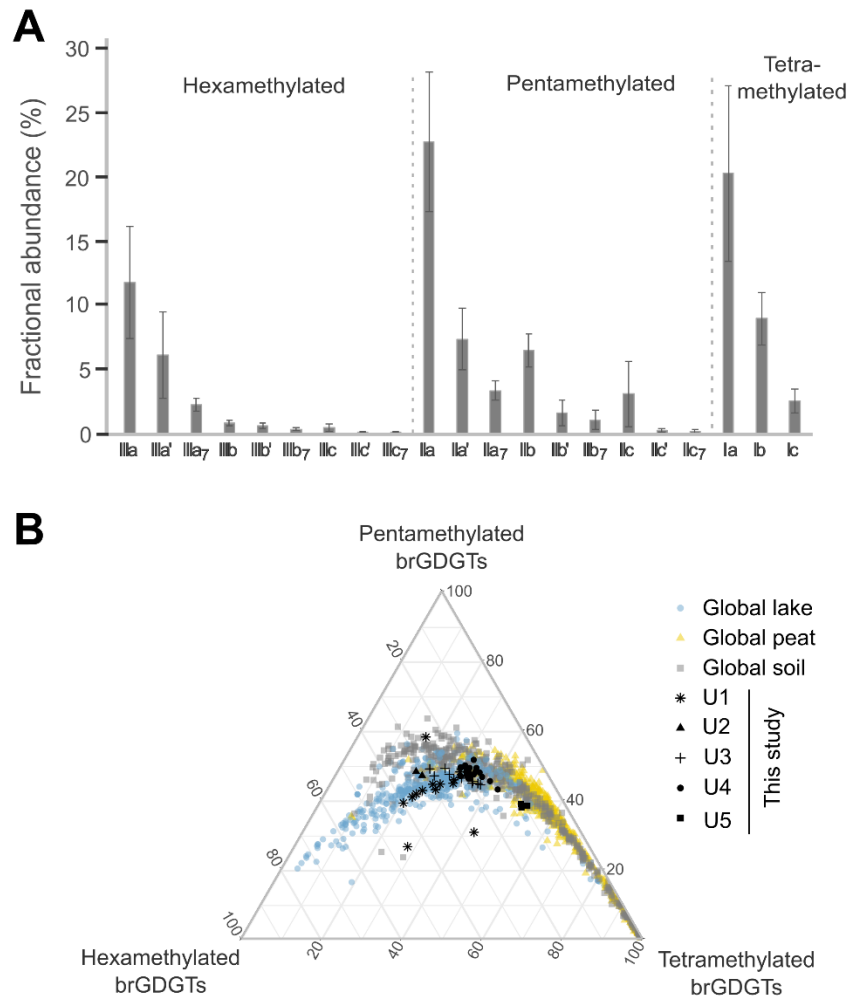 A
Fractional abundance (%)
30
25
20
15
10
5
0
Hexamethylated
Pentamethylated
Tetra-
methylated
IIIa IIIa' IIIa7 IIIb IIIb' IIIb7 IIIc IIIc' IIIc7 IIa IIa' IIa7 IIb IIb' IIb7 IIc IIc' IIc7 Ia Ib Ic
B
Pentamethylated
brGDGTs
100
20
80
40
60
60
40
80
20
100
20
40
60
80
100
Hexamethylated
brGDGTs
Tetramethylated
brGDGTs
Global lake
Global peat
Global soil
U1
U2
U3
U4
U5
This study